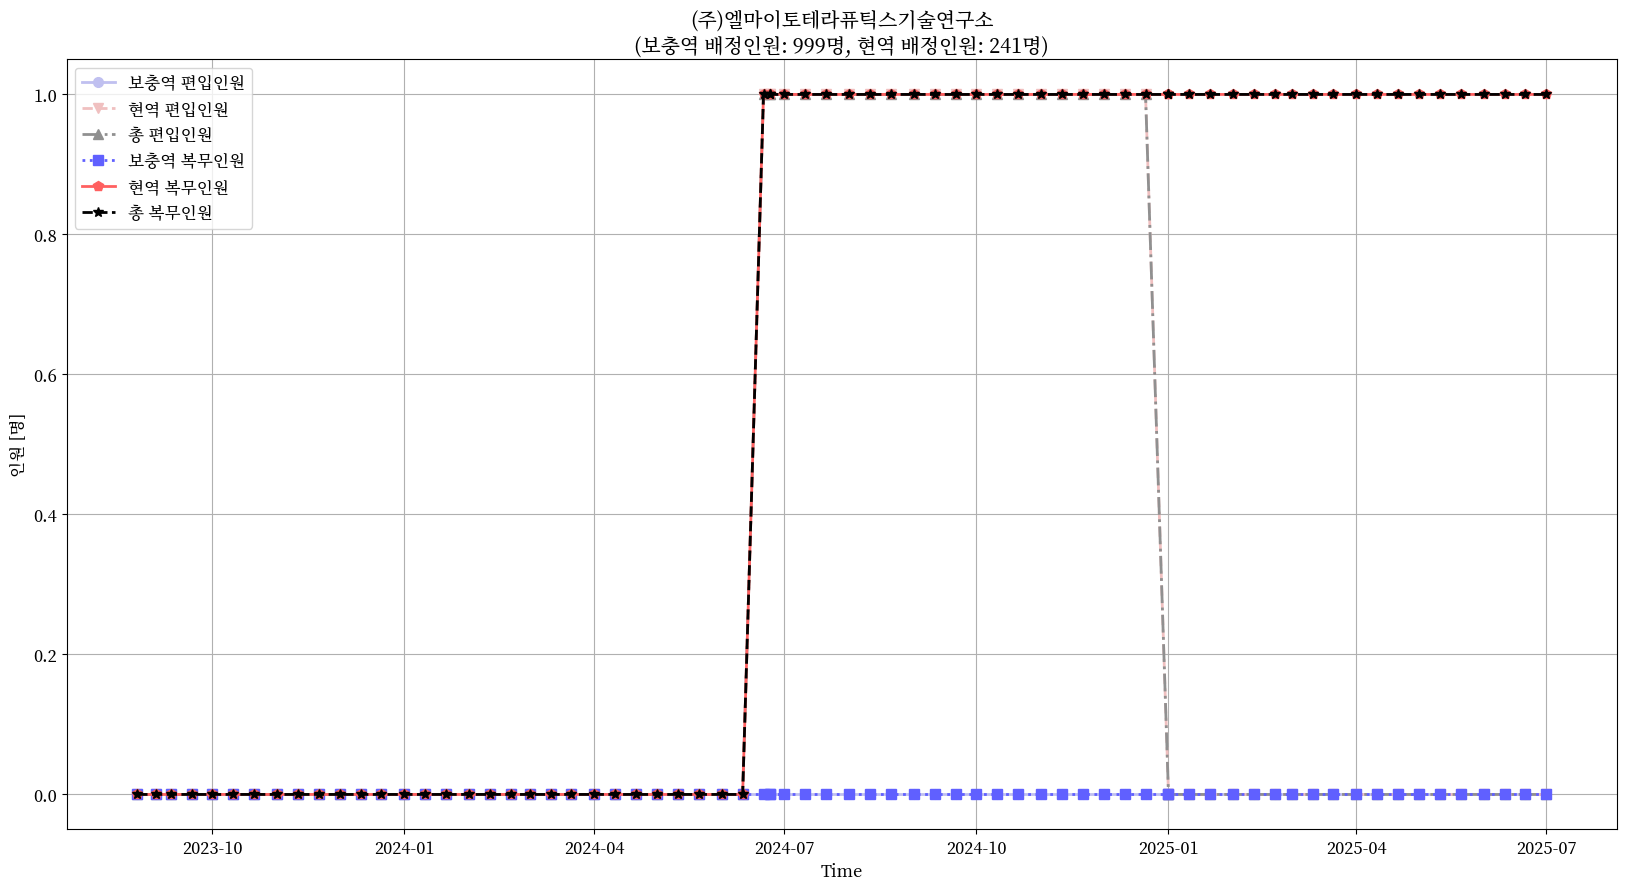 (주)엘마이토테라퓨틱스기술연구소
(보충역 배정인원: 999명, 현역 배정인원: 241명)
보충역 편입인원
현역 편입인원
총 편입인원
보충역 복무인원
현역 복무인원
총 복무인원
인원 [명]
1.0
0.8
0.6
0.4
0.2
0.0
2023-10
2024-01
2024-04
2024-07
2024-10
2025-01
2025-04
2025-07
Time